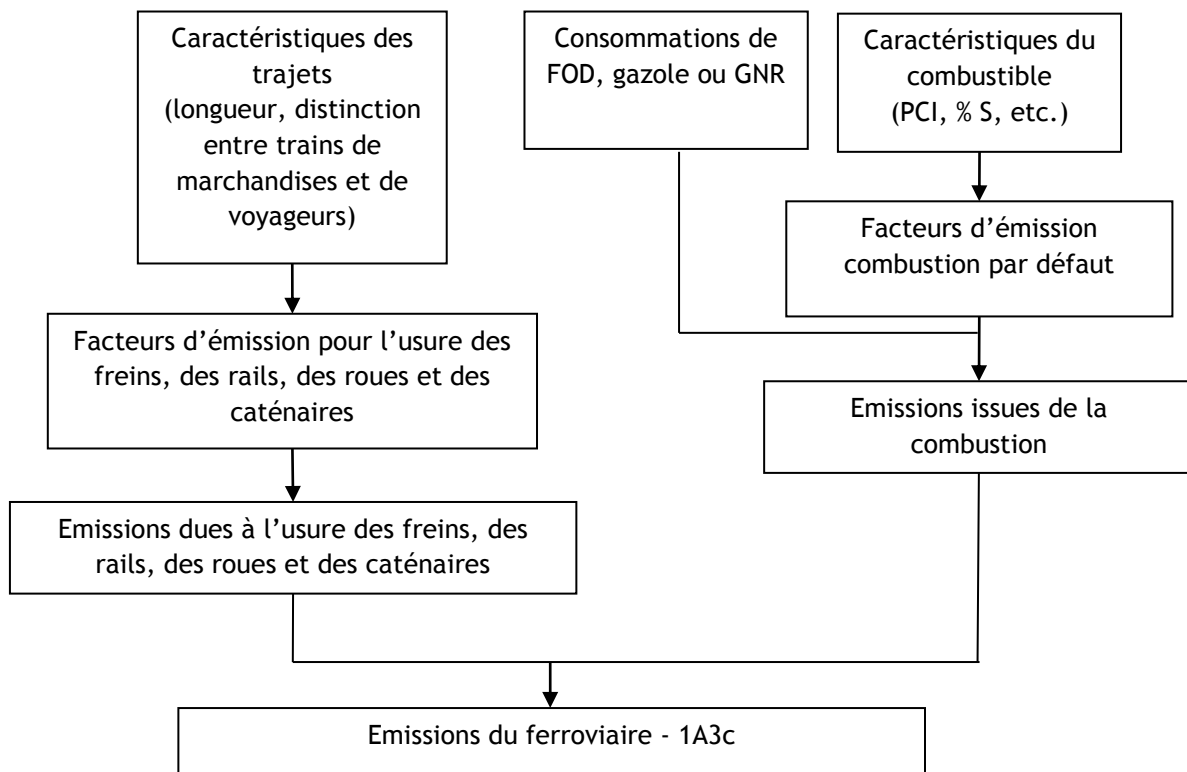 Caractéristiques des
trajets
(longueur, distinction
entre trains de
marchandises et de
voyageurs)
Consommations de
FOD, gazole ou GNR
Caractéristiques du
combustible
(PCI, % S, etc.)
Facteurs d’émission
combustion par défaut
Facteurs d’émission pour l’usure des
freins, des rails, des roues et des
caténaires
Emissions issues de la
combustion
Emissions dues à l’usure des freins, des
rails, des roues et des caténaires
Emissions du ferroviaire - 1A3c